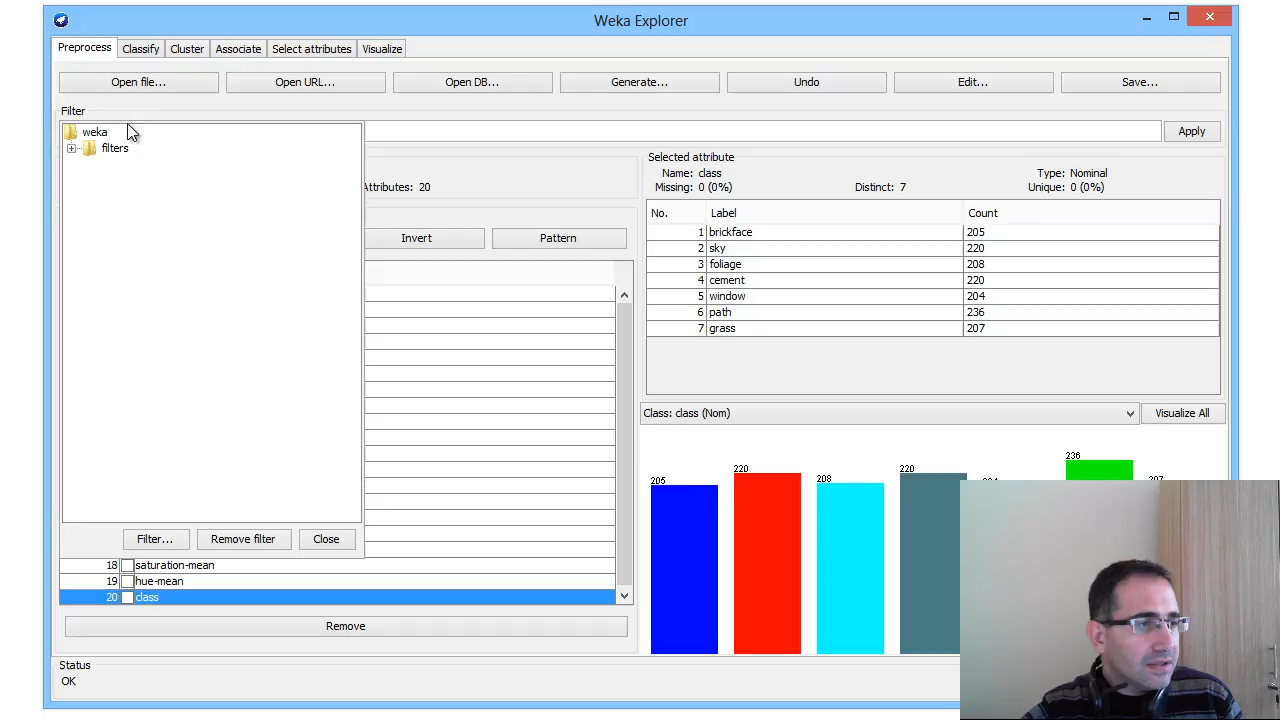 Weka Explorer
Preprocess Classify Cluster Associate Select attributes Visualize
Open file... Open URL... Open DB... Generate... Undo Edit... Save...
Filter
weka
filters
Apply
Attributes: 20
Invert Pattern
Filter... Remove filter Close
18 saturation-mean
19 hue-mean
20 class
Remove
Selected attribute
Name: class Type: Nominal
Missing: 0 (0%) Distinct: 7 Unique: 0 (0%)
No. Label Count
1 brickface 205
2 sky 220
3 foliage 208
4 cement 220
5 window 204
6 path 236
7 grass 207
Class: class (Nom) Visualize All
205 220 208 220 204 236 207
Status
OK